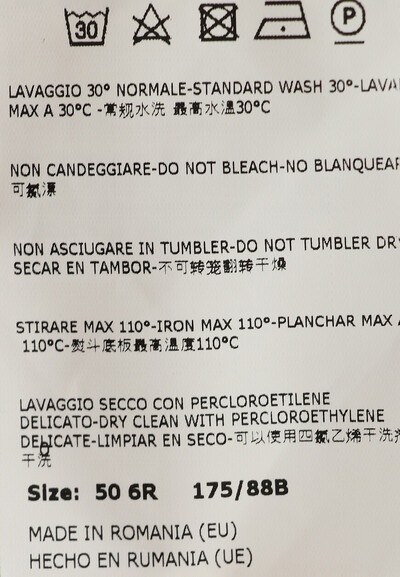 30
P
LAVAGGIO 30° NORMALE-STANDARD WASH 30°-LAVA
MAX A 30°C -常规水洗 最高水温30°C
NON CANDEGGIARE-DO NOT BLEACH-NO BLANQUEAR
可氯漂
NON ASCIUGARE IN TUMBLER-DO NOT TUMBLER DRY
SECAR EN TAMBOR-不可转笼翻转干燥
STIRARE MAX 110°-IRON MAX 110°-PLANCHAR MAX A
110°C-熨斗底板最高温度110°C
LAVAGGIO SECCO CON PERCLOROETILENE
DELICATO-DRY CLEAN WITH PERCLOROETHYLENE
DELICATE-LIMPIAR EN SECO-可以使用四氯乙烯干洗剂
干洗
Size: 50 6R 175/88B
MADE IN ROMANIA (EU)
HECHO EN RUMANIA (UE)